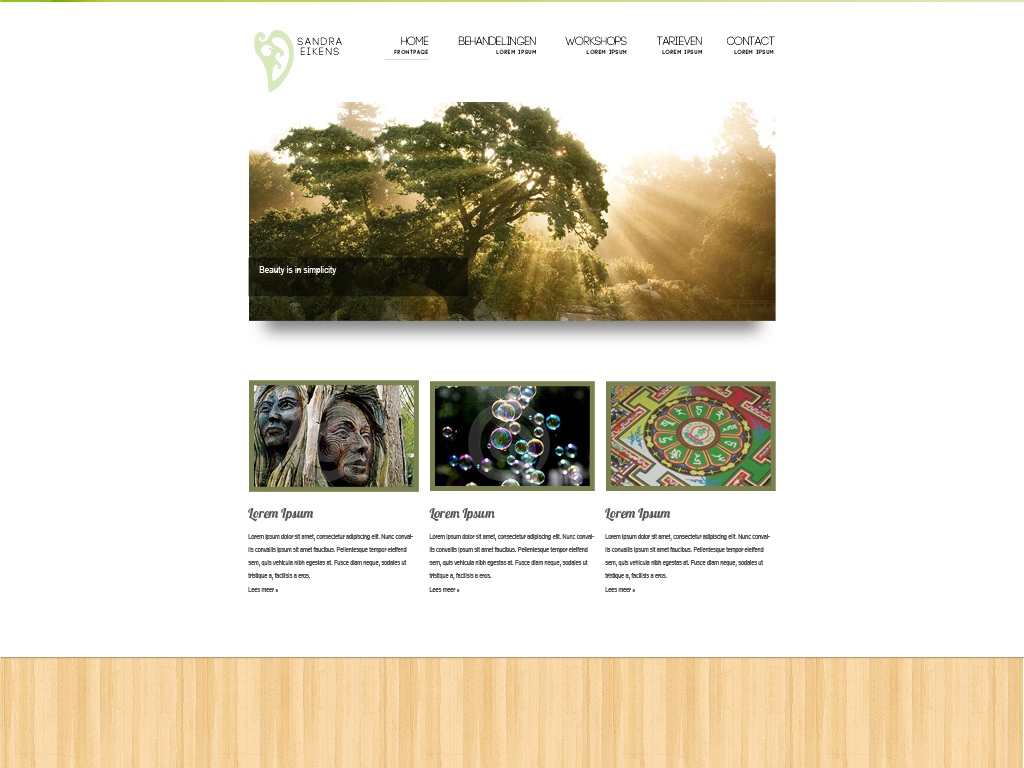 SANDRA
EIKENS
HOME
BEHANDELINGEN
WORKSHOPS
TARIEVEN
CONTACT
FRONTPAGE
LOREM IPSUM
LOREM IPSUM
LOREM IPSUM
LOREM IPSUM
Beauty is in simplicity
Lorem Ipsum
Lorem ipsum dolor sit amet, consectetur adipiscing elit. Nunc conval-
lis convallis ipsum sit amet faucibus. Pellentesque tempor eleifend
sem, quis vehicula nibh egestas at. Fusce diam neque, sodales ut
tristique a, facilisis a eros.
Lees meer »
Lorem Ipsum
Lorem ipsum dolor sit amet, consectetur adipiscing elit. Nunc conval-
lis convallis ipsum sit amet faucibus. Pellentesque tempor eleifend
sem, quis vehicula nibh egestas at. Fusce diam neque, sodales ut
tristique a, facilisis a eros.
Lees meer »
Lorem Ipsum
Lorem ipsum dolor sit amet, consectetur adipiscing elit. Nunc conval-
lis convallis ipsum sit amet faucibus. Pellentesque tempor eleifend
sem, quis vehicula nibh egestas at. Fusce diam neque, sodales ut
tristique a, facilisis a eros.
Lees meer »